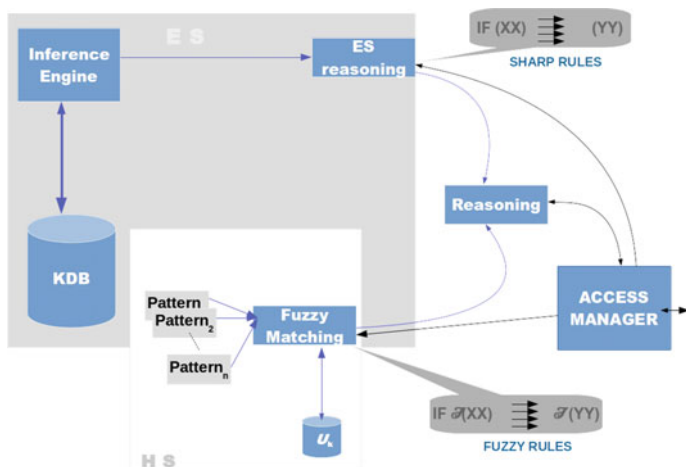 E S
Inference
Engine
ES
reasoning
IF (XX) (YY)
SHARP RULES
KDB
Reasoning
Pattern
Pattern2
Patternn
Fuzzy
Matching
ACCESS
MANAGER
Uk
IF 𝓣(XX) 𝓣(YY)
FUZZY RULES
H S